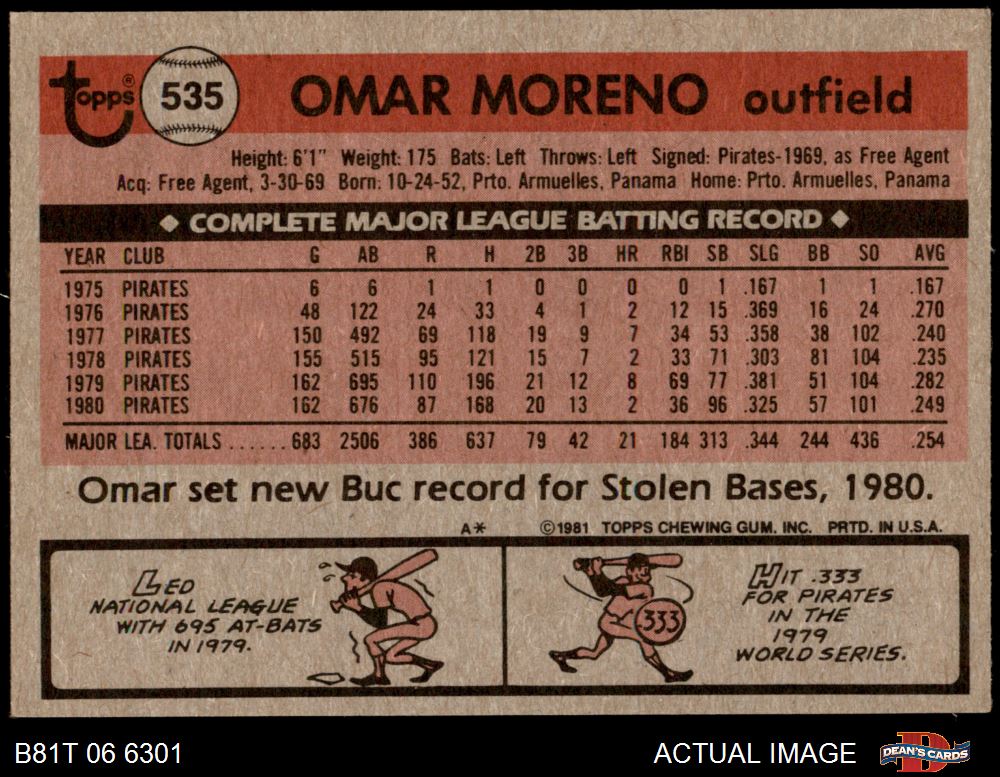 Topps® 535 OMAR MORENO outfield
Height: 6'1" Weight: 175 Bats: Left Throws: Left Signed: Pirates-1969, as Free Agent
Acq: Free Agent, 3-30-69 Born: 10-24-52, Prto. Armuelles, Panama Home: Prto. Armuelles, Panama
◆ COMPLETE MAJOR LEAGUE BATTING RECORD ◆
YEAR CLUB G AB R H 2B 3B HR RBI SB SLG BB SO AVG
1975 PIRATES 6 6 1 1 0 0 0 0 1 .167 1 1 .167
1976 PIRATES 48 122 24 33 4 1 2 12 15 .369 16 24 .270
1977 PIRATES 150 492 69 118 19 9 7 34 53 .358 38 102 .240
1978 PIRATES 155 515 95 121 15 7 2 33 71 .303 81 104 .235
1979 PIRATES 162 695 110 196 21 12 8 69 77 .381 51 104 .282
1980 PIRATES 162 676 87 168 20 13 2 36 96 .325 57 101 .249
MAJOR LEA. TOTALS ...... 683 2506 386 637 79 42 21 184 313 .344 244 436 .254
Omar set new Buc record for Stolen Bases, 1980.
A* ©1981 TOPPS CHEWING GUM. INC. PRTD. IN U.S.A.
LED
NATIONAL LEAGUE
WITH 695 AT-BATS
IN 1979.
.333
HIT .333
FOR PIRATES
IN THE
1979
WORLD SERIES.
B81T 06 6301 ACTUAL IMAGE DEAN'S CARDS